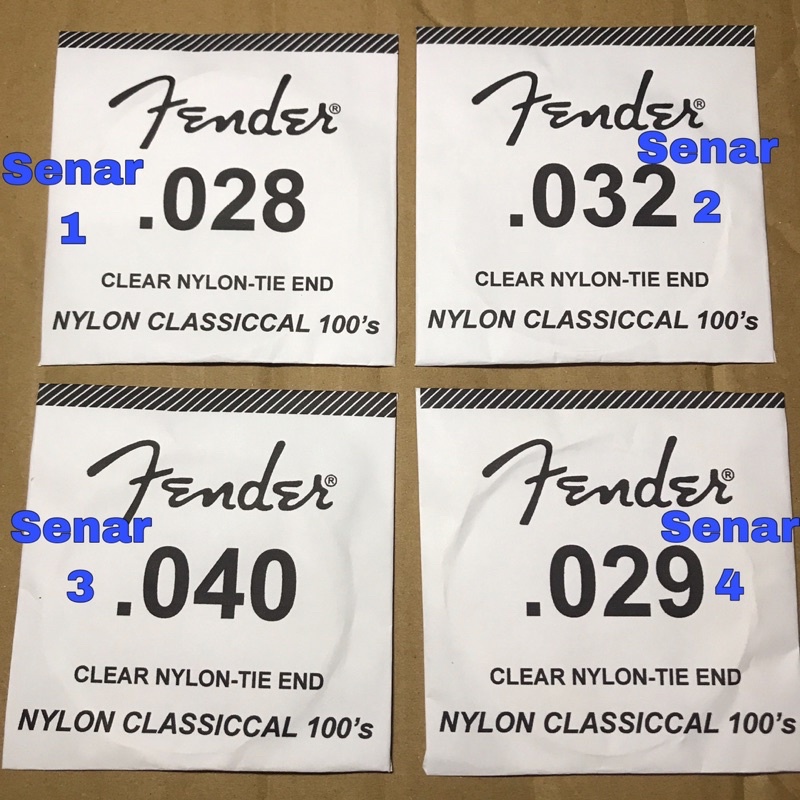 Fender®
Senar
1
.028
CLEAR NYLON-TIE END
NYLON CLASSICCAL 100's
Fender®
Senar
2
.032
CLEAR NYLON-TIE END
NYLON CLASSICCAL 100's
Fender®
Senar
3
.040
CLEAR NYLON-TIE END
NYLON CLASSICCAL 100's
Fender®
Senar
4
.029
CLEAR NYLON-TIE END
NYLON CLASSICCAL 100's